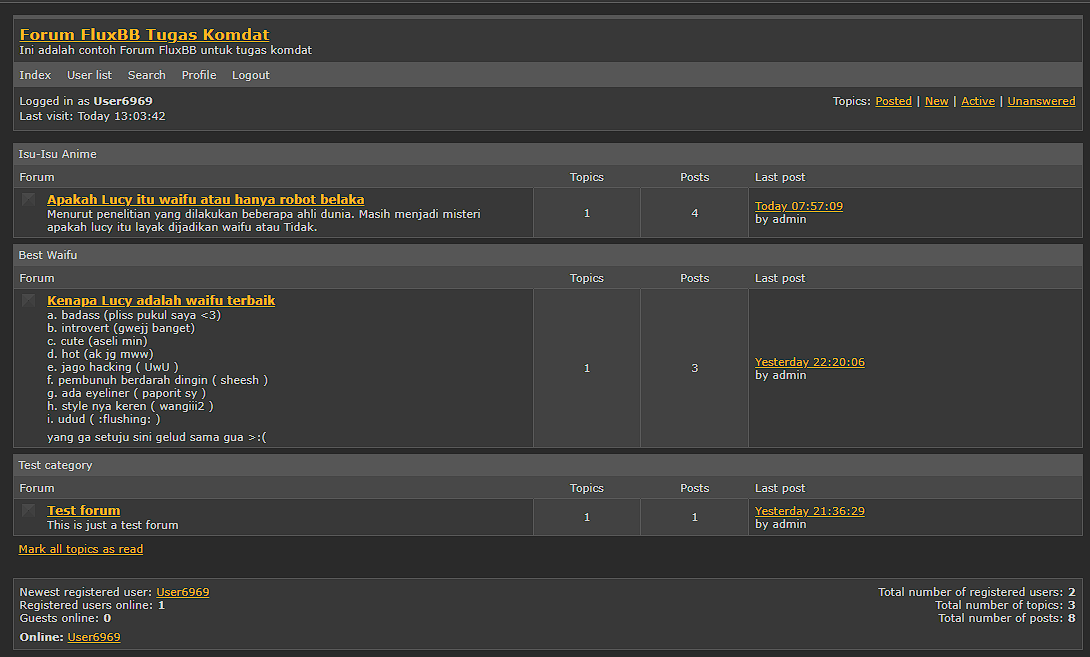 Forum FluxBB Tugas Komdat
Ini adalah contoh Forum FluxBB untuk tugas komdat
Index User list Search Profile Logout
Logged in as User6969
Topics: Posted | New | Active | Unanswered
Last visit: Today 13:03:42
Isu-Isu Anime
Forum Topics Posts Last post
Apakah Lucy itu waifu atau hanya robot belaka
Menurut penelitian yang dilakukan beberapa ahli dunia. Masih menjadi misteri
apakah lucy itu layak dijadikan waifu atau Tidak.
1 4
Today 07:57:09
by admin
Best Waifu
Forum Topics Posts Last post
Kenapa Lucy adalah waifu terbaik
a. badass (pliss pukul saya <3)
b. introvert (gwejj banget)
c. cute (aseli min)
d. hot (ak jg mww)
e. jago hacking ( UwU )
f. pembunuh berdarah dingin ( sheesh )
g. ada eyeliner ( paporit sy )
h. style nya keren ( wangiii2 )
i. udud ( :flushing: )
yang ga setuju sini gelud sama gua >:(
1 3
Yesterday 22:20:06
by admin
Test category
Forum Topics Posts Last post
Test forum
This is just a test forum
1 1
Yesterday 21:36:29
by admin
Mark all topics as read
Newest registered user: User6969
Registered users online: 1
Guests online: 0
Online: User6969
Total number of registered users: 2
Total number of topics: 3
Total number of posts: 8